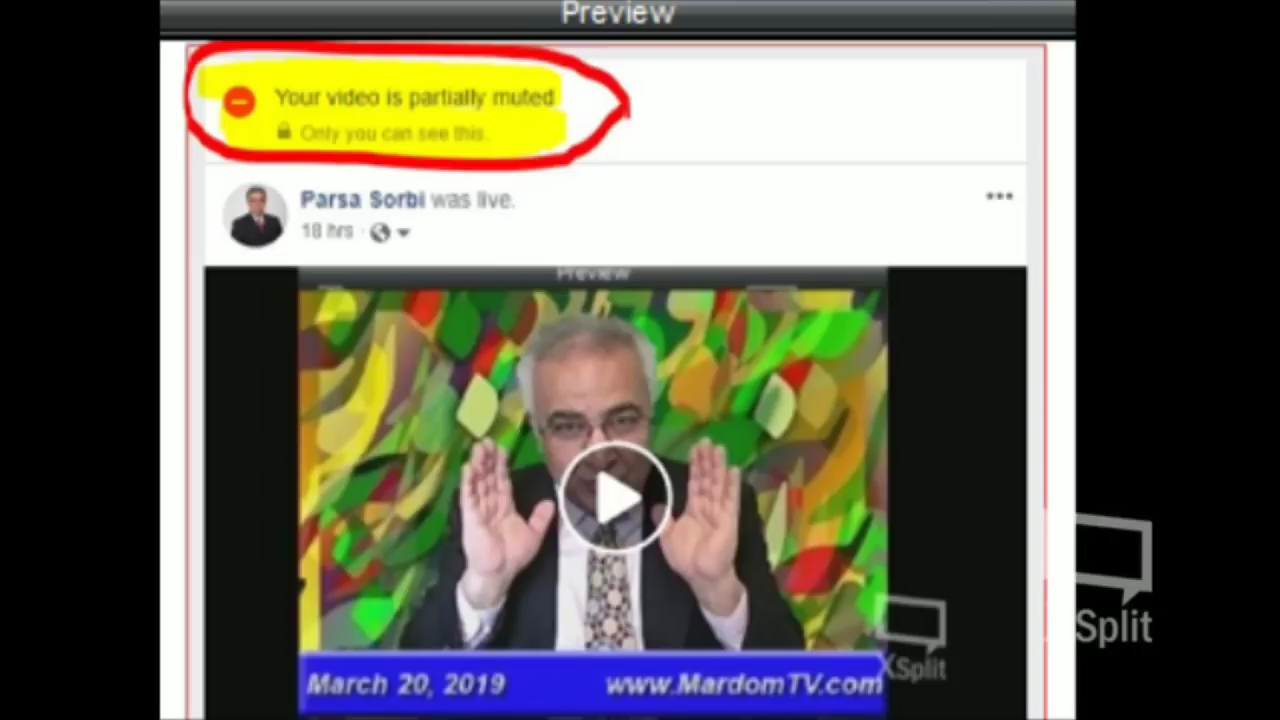 Preview
Your video is partially muted
Only you can see this.
Parsa Sorbi was live.
18 hrs ·
Preview
March 20, 2019 www.MardomTV.com
XSplit
Split